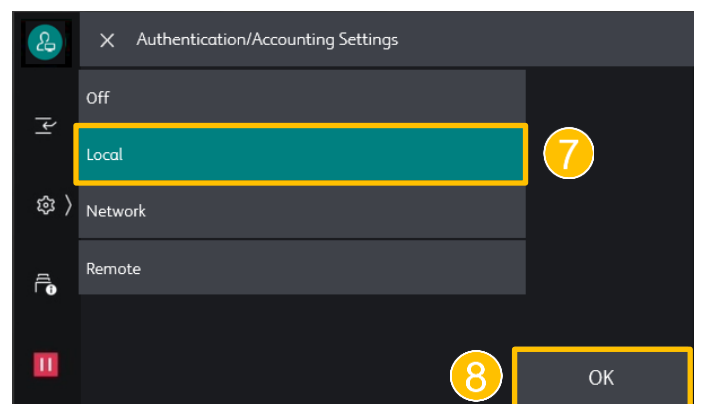 Authentication/Accounting Settings
Off
Local
7
Network
Remote
8
OK